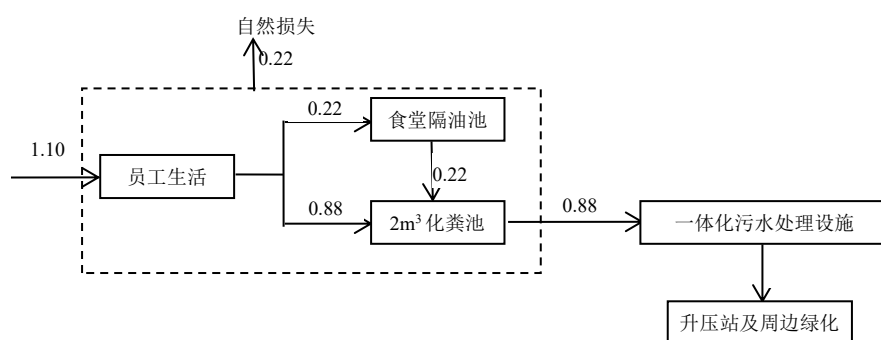 自然损失
0.22
0.22
食堂隔油池
1.10
员工生活
0.22
0.88
2m³ 化粪池
0.88
一体化污水处理设施
升压站及周边绿化